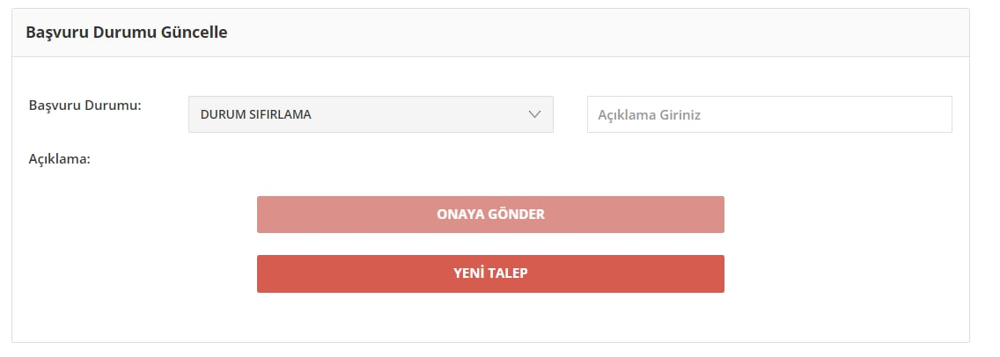 Başvuru Durumu Güncelle
Başvuru Durumu:
DURUM SIFIRLAMA
Açıklama Giriniz
Açıklama:
ONAYA GÖNDER
YENİ TALEP